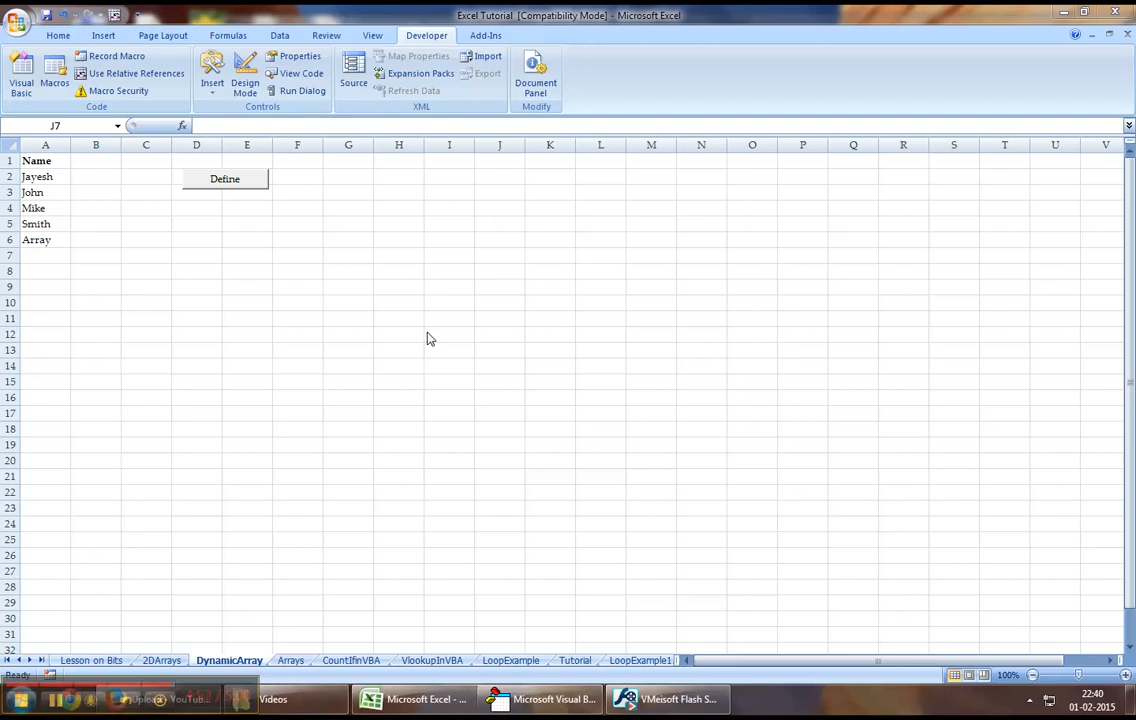 Excel Tutorial [Compatibility Mode] - Microsoft Excel
Home Insert Page Layout Formulas Data Review View Developer Add-Ins
Visual Basic
Macros
Record Macro
Use Relative References
Macro Security
Code
Insert
Design Mode
Properties
View Code
Run Dialog
Controls
Source
Map Properties
Expansion Packs
Refresh Data
Import
Export
XML
Document Panel
Modify
J7 fx
A B C D E F G H I J K L M N O P Q R S T U V
1 Name
2 Jayesh Define
3 John
4 Mike
5 Smith
6 Array
7
8
9
10
11
12
13
14
15
16
17
18
19
20
21
22
23
24
25
26
27
28
29
30
31
32
Lesson on Bits 2DArrays DynamicArray Arrays CountIfinVBA VlookupInVBA LoopExample Tutorial LoopExample1
Ready 100%
Videos Microsoft Excel - ... Microsoft Visual B... VMeisoft Flash S...
22:40
01-02-2015